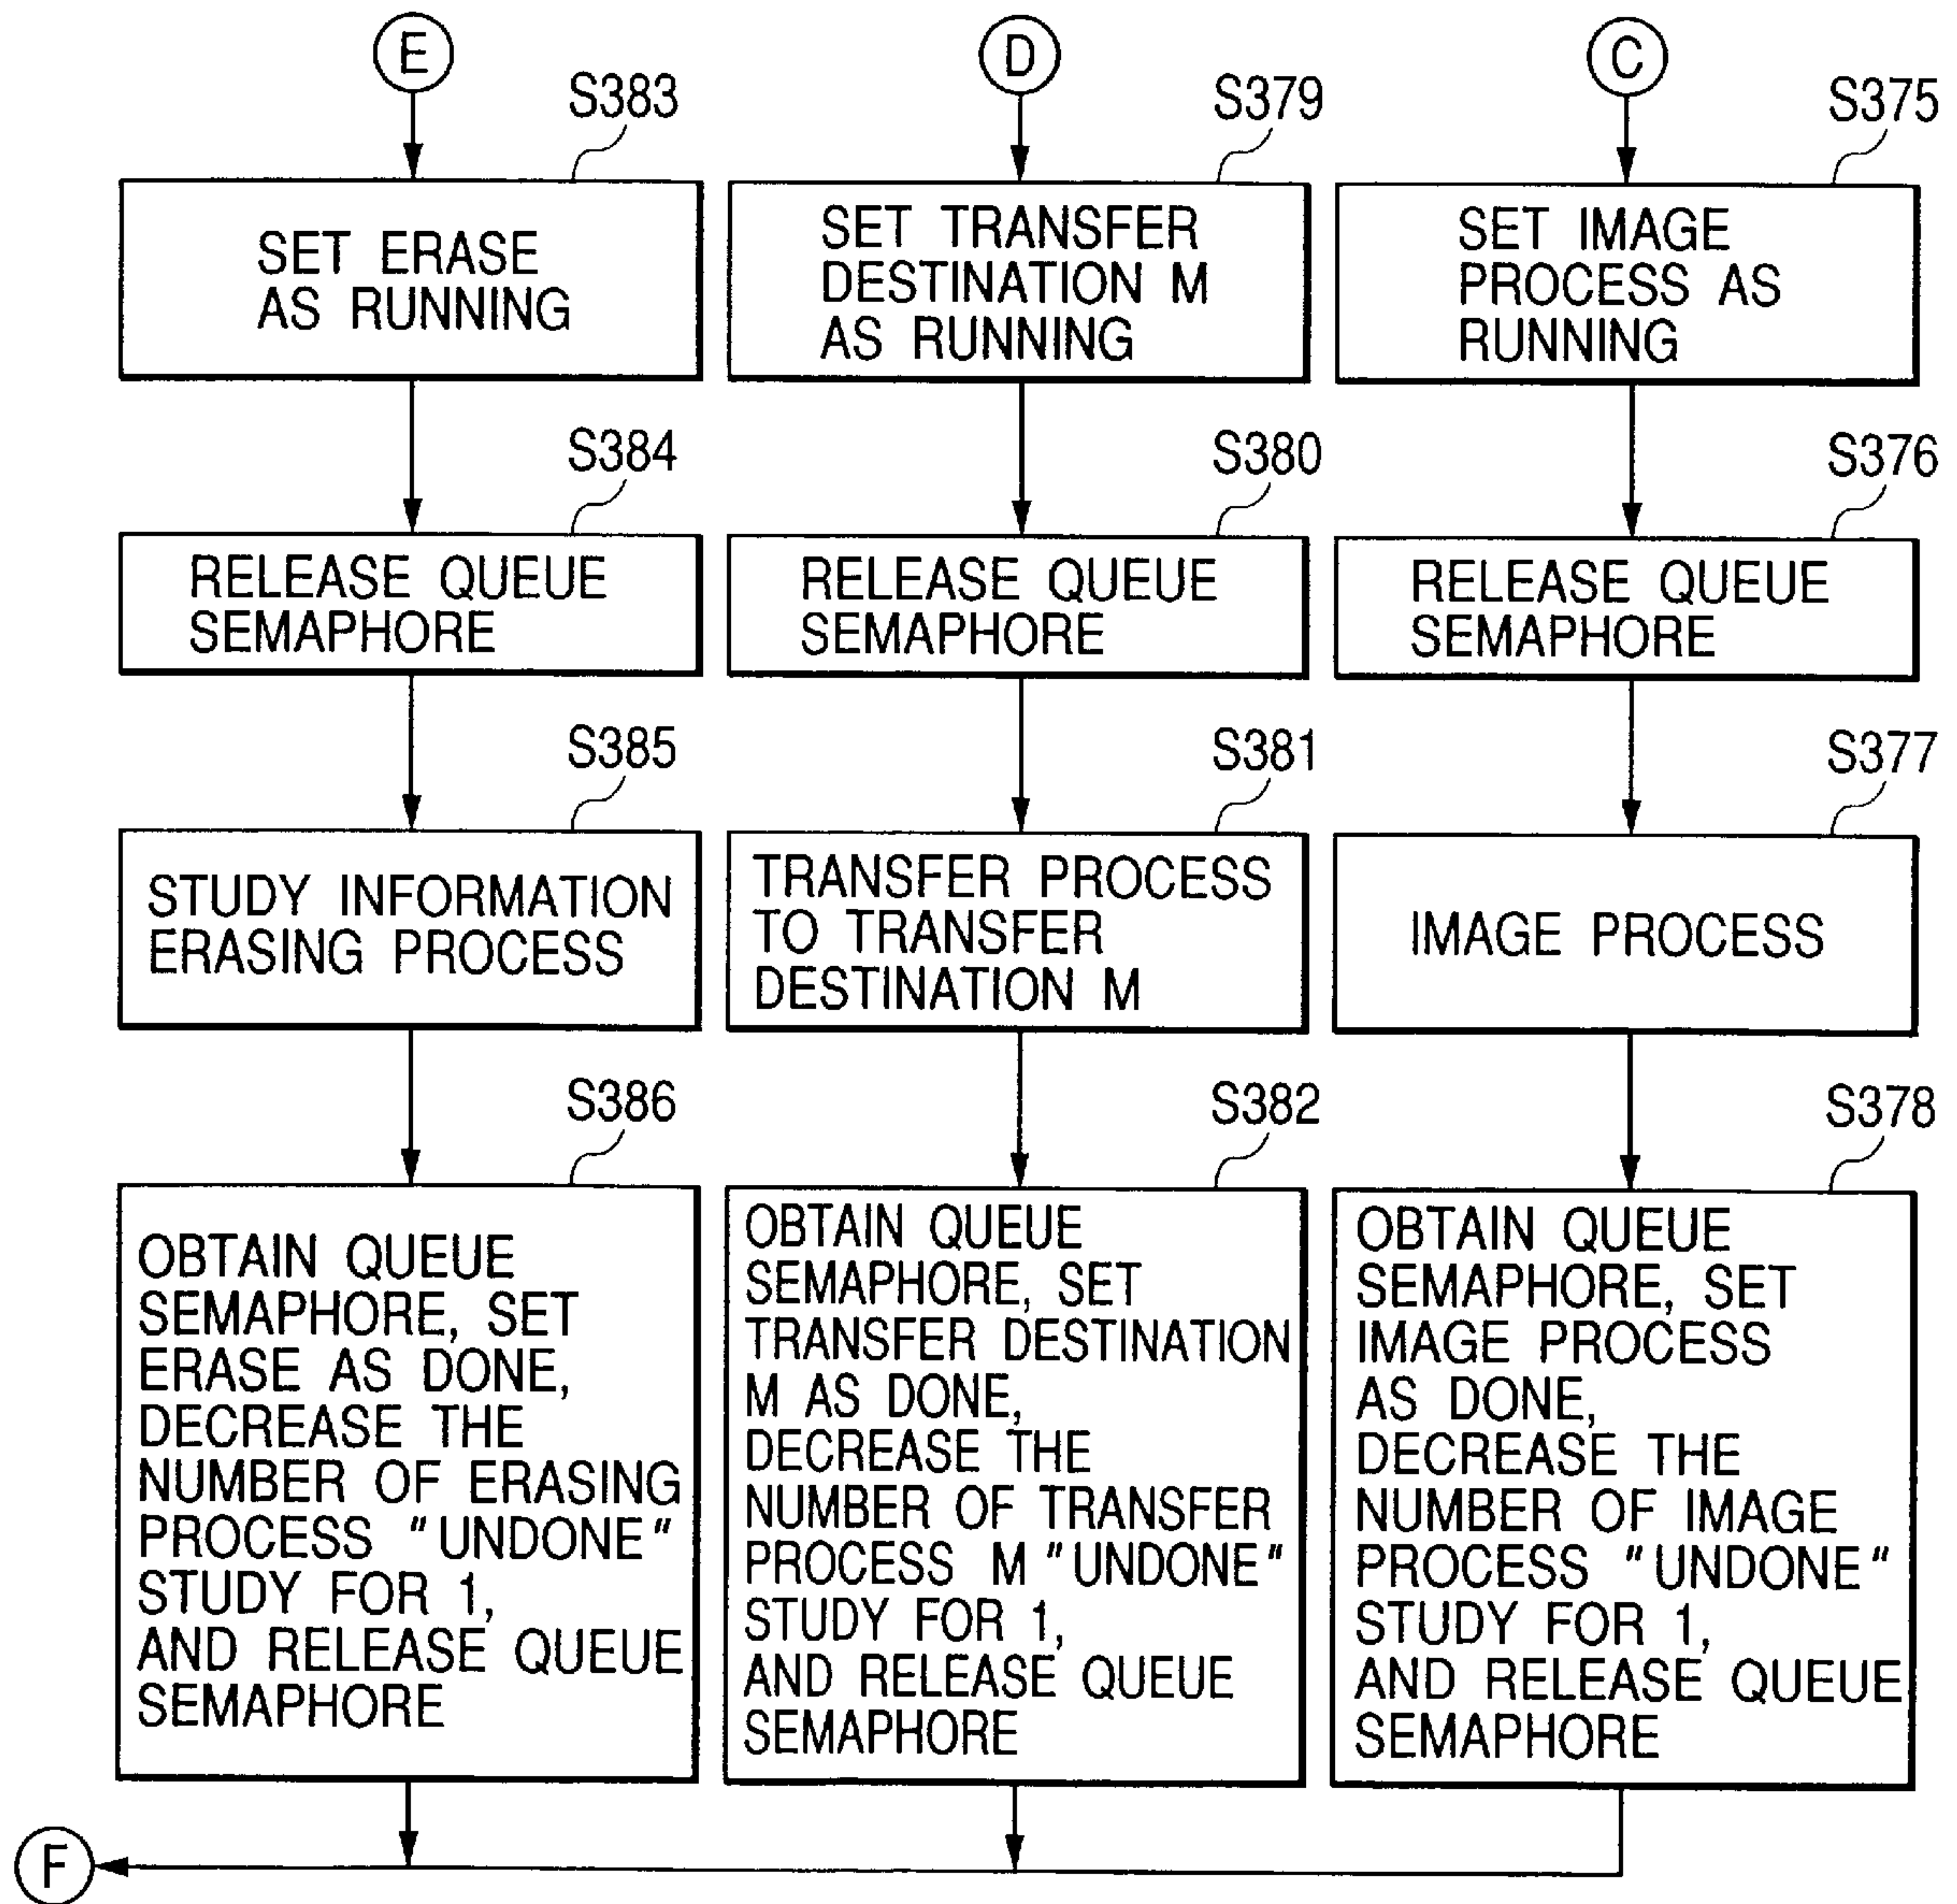 E
S383
SET ERASE
AS RUNNING
S384
RELEASE QUEUE
SEMAPHORE
S385
STUDY INFORMATION
ERASING PROCESS
S386
OBTAIN QUEUE
SEMAPHORE, SET
ERASE AS DONE,
DECREASE THE
NUMBER OF ERASING
PROCESS "UNDONE"
STUDY FOR 1,
AND RELEASE QUEUE
SEMAPHORE
D
S379
SET TRANSFER
DESTINATION M
AS RUNNING
S380
RELEASE QUEUE
SEMAPHORE
S381
TRANSFER PROCESS
TO TRANSFER
DESTINATION M
S382
OBTAIN QUEUE
SEMAPHORE, SET
TRANSFER DESTINATION
M AS DONE,
DECREASE THE
NUMBER OF TRANSFER
PROCESS M "UNDONE"
STUDY FOR 1,
AND RELEASE QUEUE
SEMAPHORE
C
S375
SET IMAGE
PROCESS AS
RUNNING
S376
RELEASE QUEUE
SEMAPHORE
S377
IMAGE PROCESS
S378
OBTAIN QUEUE
SEMAPHORE, SET
IMAGE PROCESS
AS DONE,
DECREASE THE
NUMBER OF IMAGE
PROCESS "UNDONE"
STUDY FOR 1,
AND RELEASE QUEUE
SEMAPHORE
F